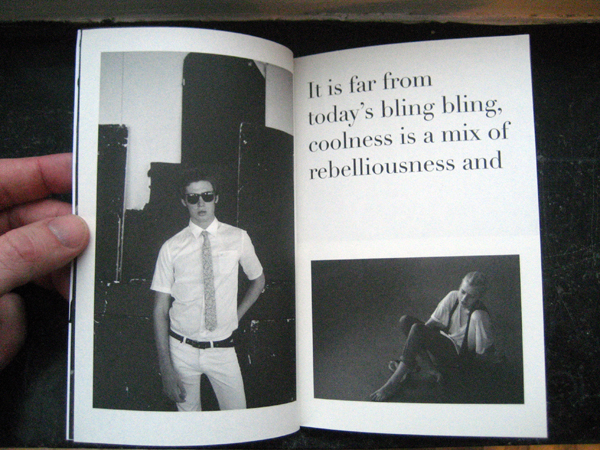 It is far from
today's bling bling,
coolness is a mix of
rebelliousness and